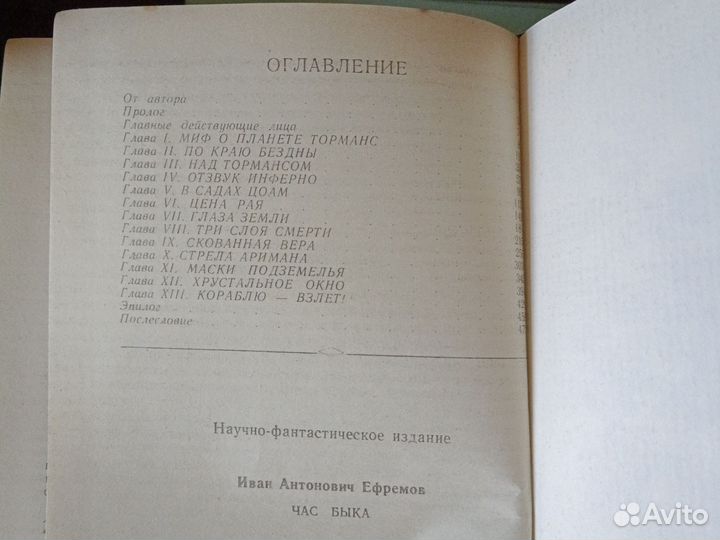 ОГЛАВЛЕНИЕ
От автора
Пролог
Главные действующие лица
Глава I. МИФ О ПЛАНЕТЕ ТОРМАНС
Глава II. ПО КРАЮ БЕЗДНЫ
Глава III. НАД ТОРМАНСОМ
Глава IV. ОТЗВУК ИНФЕРНО
Глава V. В САДАХ ЦОАМ
Глава VI. ЦЕНА РАЯ
Глава VII. ГЛАЗА ЗЕМЛИ
Глава VIII. ТРИ СЛОЯ СМЕРТИ
Глава IX. СКОВАННАЯ ВЕРА
Глава X. СТРЕЛА АРИМАНА
Глава XI. МАСКИ ПОДЗЕМЕЛЬЯ
Глава XII. ХРУСТАЛЬНОЕ ОКНО
Глава XIII. КОРАБЛЮ — ВЗЛЕТ!
Эпилог
Послесловие
Научно-фантастическое издание
Иван Антонович Ефремов
ЧАС БЫКА
Avito